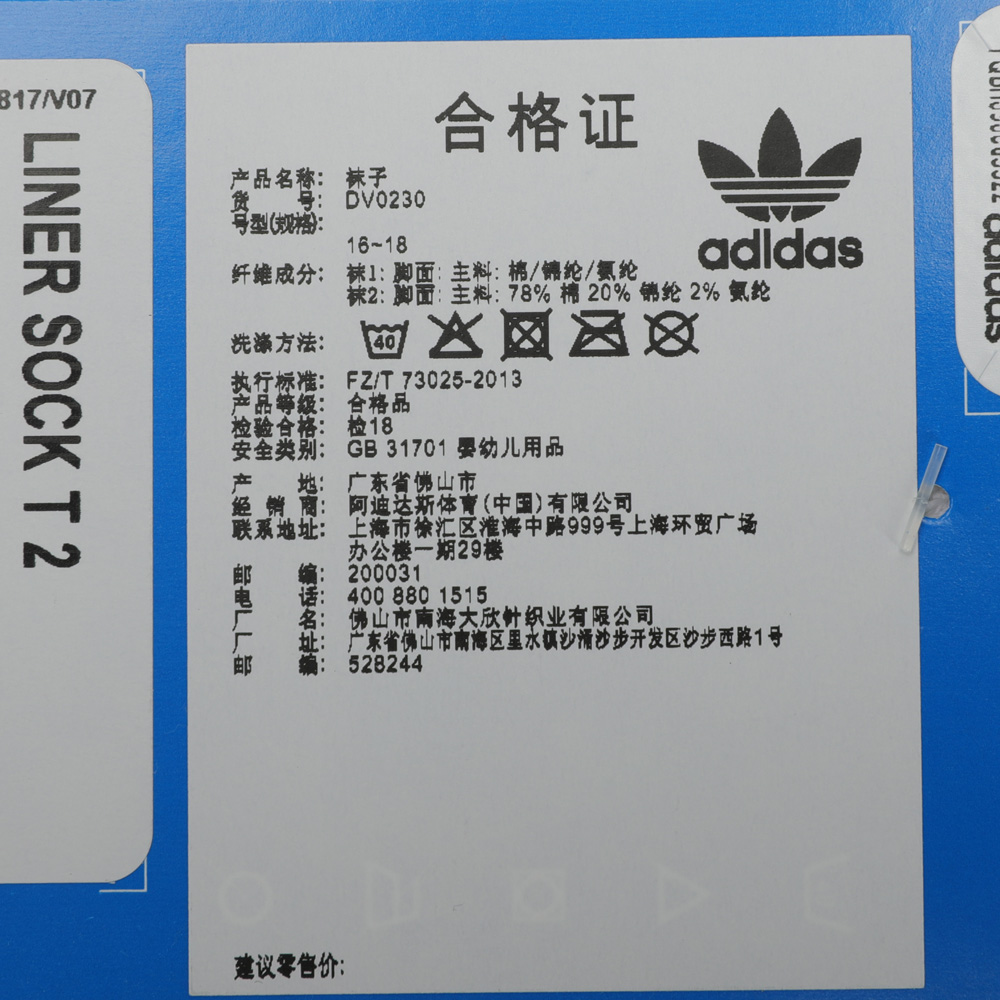 817/V07
LINER SOCK T 2
合格证
adidas
产品名称: 袜子
货 号: DV0230
号型(规格):
16~18
纤维成分: 袜1: 脚面: 主料: 棉/锦纶/氨纶
袜2: 脚面: 主料: 78% 棉 20% 锦纶 2% 氨纶
洗涤方法: 40
执行标准: FZ/T 73025-2013
产品等级: 合格品
检验合格: 检18
安全类别: GB 31701 婴幼儿用品
产 地: 广东省佛山市
经 销 商: 阿迪达斯体育(中国)有限公司
联系地址: 上海市徐汇区淮海中路999号上海环贸广场
办公楼一期29楼
邮 编: 200031
电 话: 400 880 1515
厂 名: 佛山市南海大欣针织业有限公司
厂 址: 广东省佛山市南海区里水镇沙涌沙步开发区沙步西路1号
邮 编: 528244
建议零售价:
adidas